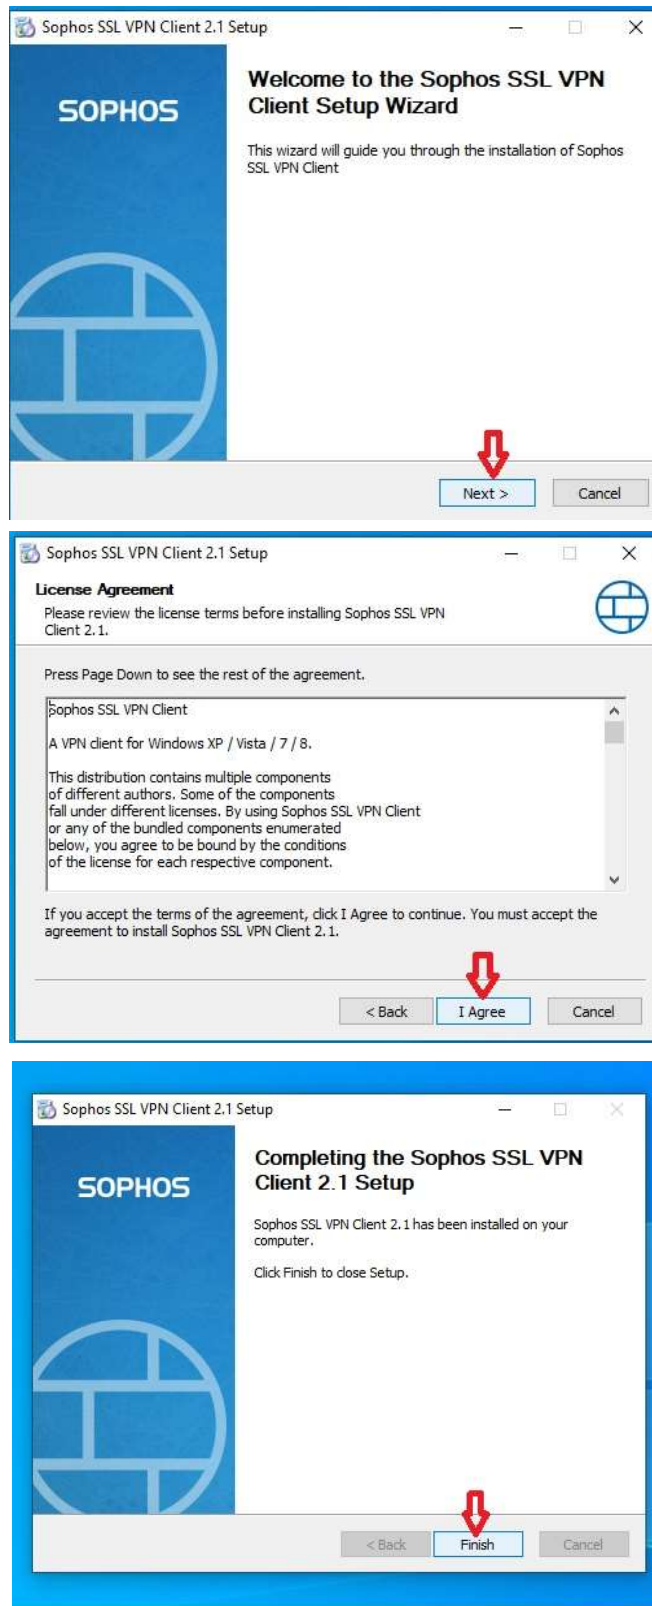 Sophos SSL VPN Client 2.1 Setup
SOPHOS
Welcome to the Sophos SSL VPN
Client Setup Wizard
This wizard will guide you through the installation of Sophos
SSL VPN Client
Next >
Cancel
Sophos SSL VPN Client 2.1 Setup
License Agreement
Please review the license terms before installing Sophos SSL VPN
Client 2.1.
Press Page Down to see the rest of the agreement.
Sophos SSL VPN Client
A VPN client for Windows XP / Vista / 7 / 8.
This distribution contains multiple components
of different authors. Some of the components
fall under different licenses. By using Sophos SSL VPN Client
or any of the bundled components enumerated
below, you agree to be bound by the conditions
of the license for each respective component.
If you accept the terms of the agreement, click I Agree to continue. You must accept the
agreement to install Sophos SSL VPN Client 2.1.
< Back
I Agree
Cancel
Sophos SSL VPN Client 2.1 Setup
SOPHOS
Completing the Sophos SSL VPN
Client 2.1 Setup
Sophos SSL VPN Client 2.1 has been installed on your
computer.
Click Finish to close Setup.
< Back
Finish
Cancel